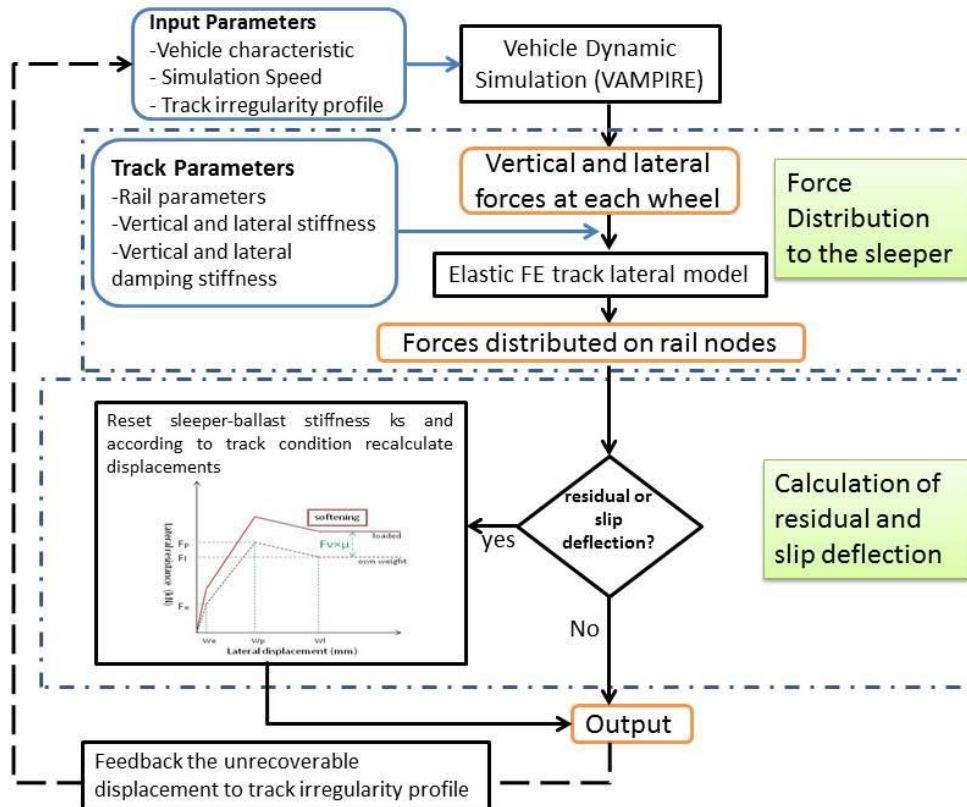 Input Parameters
-Vehicle characteristic
- Simulation Speed
- Track irregularity profile
Vehicle Dynamic
Simulation (VAMPIRE)
Track Parameters
-Rail parameters
-Vertical and lateral stiffness
-Vertical and lateral
damping stiffness
Vertical and lateral
forces at each wheel
Force
Distribution
to the sleeper
Elastic FE track lateral model
Forces distributed on rail nodes
Reset sleeper-ballast stiffness ks and
according to track condition recalculate
displacements
Lateral resistance (kN)
Fp
Fl
Fe
softening
loaded
Fv×μ
own weight
We
Wp
Wl
Lateral displacement (mm)
residual or
slip
deflection?
yes
No
Calculation of
residual and
slip deflection
Output
Feedback the unrecoverable
displacement to track irregularity profile